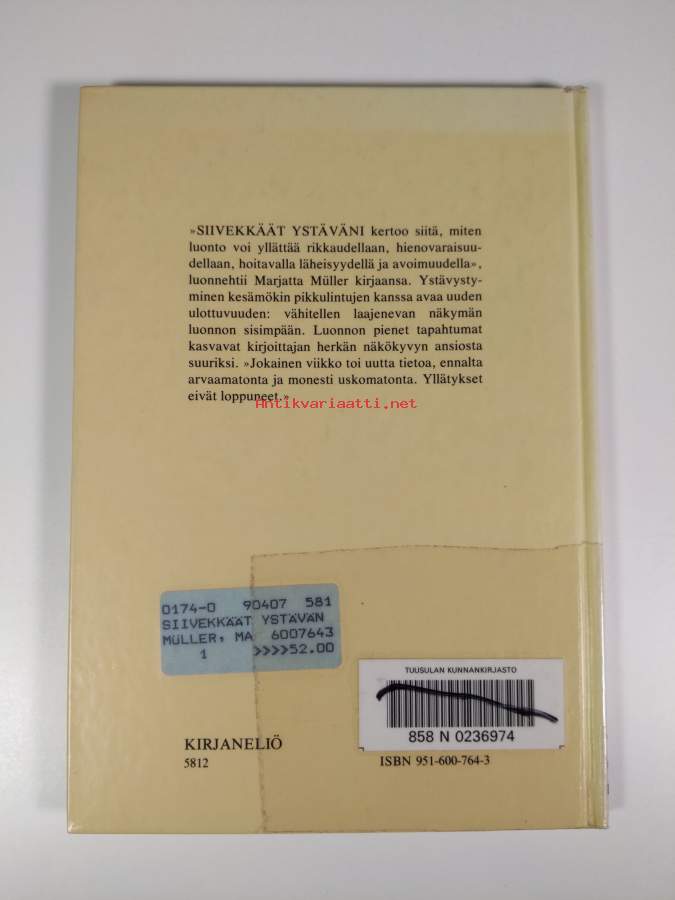 »SIIVEKKÄÄT YSTÄVÄNI kertoo siitä, miten
luonto voi yllättää rikkaudellaan, hienovaraisuu-
dellaan, hoitavalla läheisyydellä ja avoimuudella»,
luonnehtii Marjatta Müller kirjaansa. Ystävysty-
minen kesämökin pikkulintujen kanssa avaa uuden
ulottuvuuden: vähitellen laajenevan näkymän
luonnon sisimpään. Luonnon pienet tapahtumat
kasvavat kirjoittajan herkän näkökyvyn ansiosta
suuriksi. »Jokainen viikko toi uutta tietoa, ennalta
arvaamatonta ja monesti uskomatonta. Yllätykset
eivät loppuneet.»
Antikvariaatti.net
0174-0 90407 581
SIIVEKKÄÄT YSTÄVÄN
MÜLLER, MA 6007643
1 >>>>52.00
TUUSULAN KUNNANKIRJASTO
858 N 0236974
KIRJANELIÖ
5812
ISBN 951-600-764-3